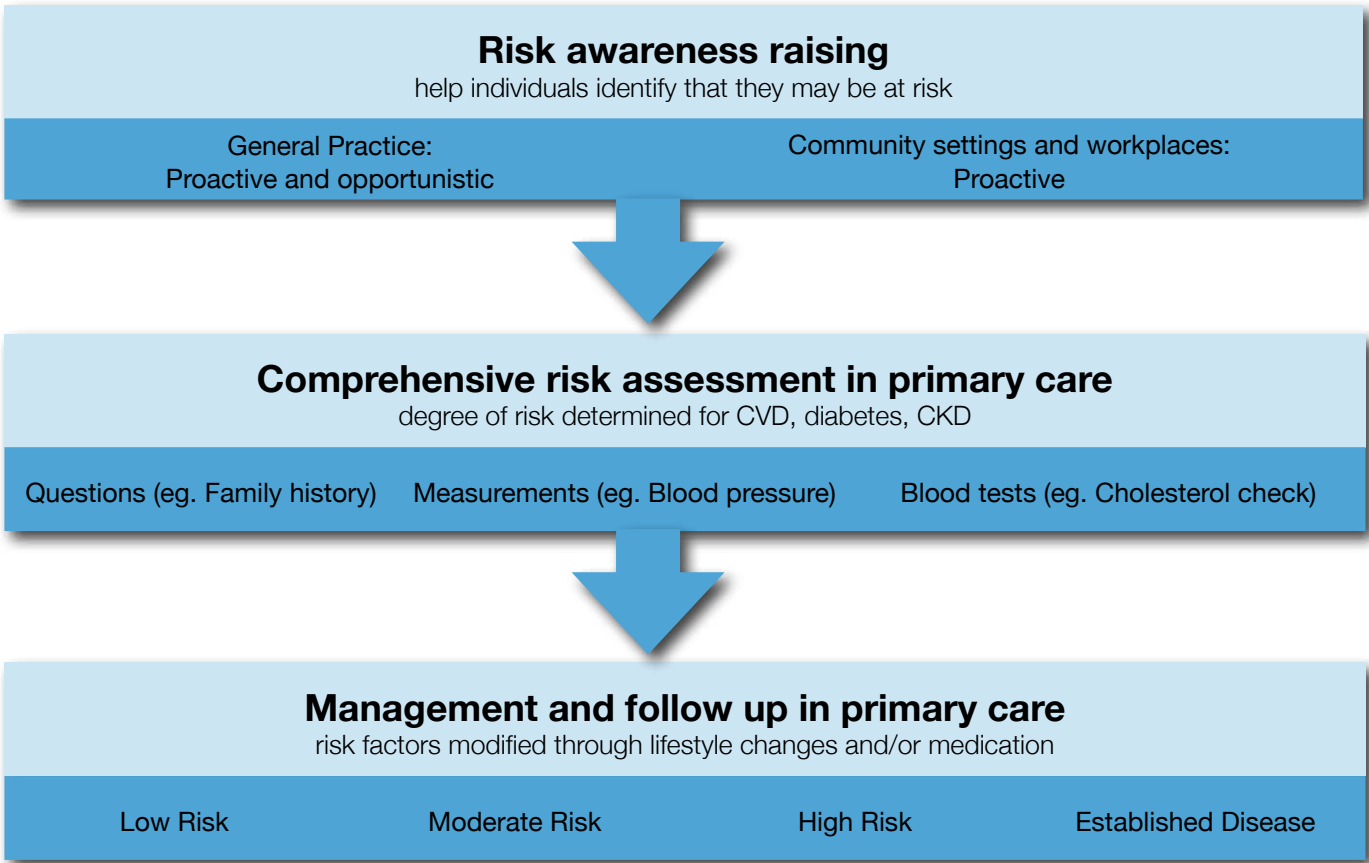 Risk awareness raising
help individuals identify that they may be at risk
General Practice:
Proactive and opportunistic
Community settings and workplaces:
Proactive
Comprehensive risk assessment in primary care
degree of risk determined for CVD, diabetes, CKD
Questions (eg. Family history)
Measurements (eg. Blood pressure)
Blood tests (eg. Cholesterol check)
Management and follow up in primary care
risk factors modified through lifestyle changes and/or medication
Low Risk
Moderate Risk
High Risk
Established Disease